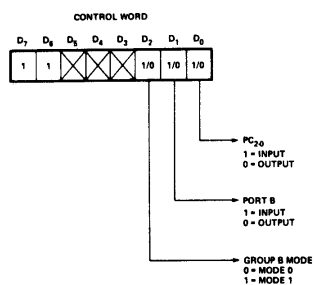 CONTROL WORD
D7 D6 D5 D4 D3 D2 D1 D0
1 1 1/0 1/0 1/0
PC2-0
1 = INPUT
0 = OUTPUT
PORT B
1 = INPUT
0 = OUTPUT
GROUP B MODE
0 = MODE 0
1 = MODE 1